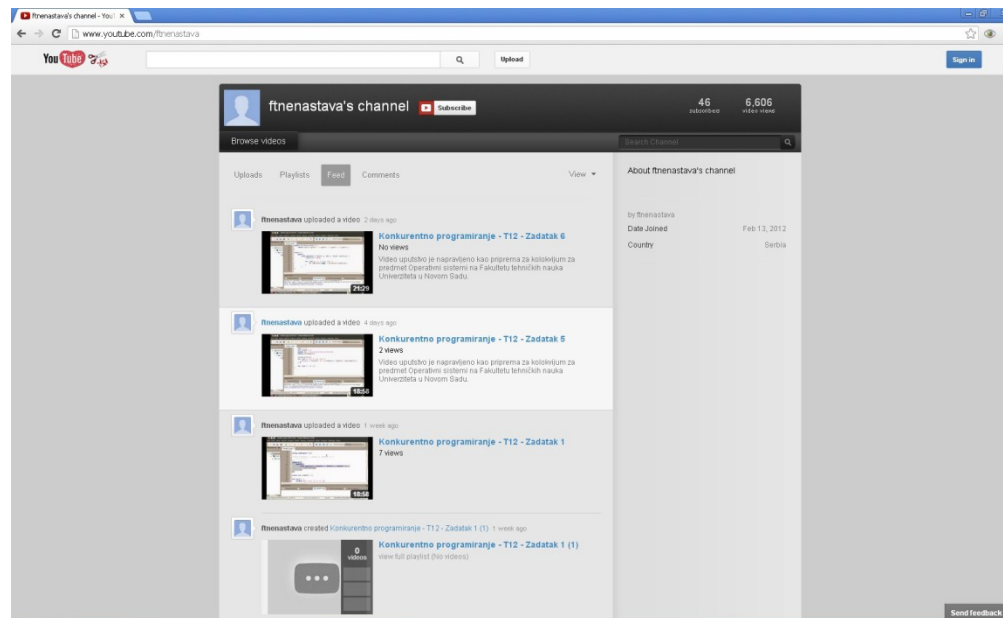 ftnenastava's channel - You
www.youtube.com/ftnenastava
You Tube
Upload
Sign in
ftnenastava's channel
Subscribe
46
subscribers
6,606
video views
Browse videos
Search Channel
Uploads
Playlists
Feed
Comments
View
ftnenastava uploaded a video 2 days ago
Konkurentno programiranje - T12 - Zadatak 6
No views
Video uputstvo je napravljeno kao priprema za kolokvijum za
predmet Operativni sistemi na Fakultetu tehničkih nauka
Univerziteta u Novom Sadu.
21:29
ftnenastava uploaded a video 4 days ago
Konkurentno programiranje - T12 - Zadatak 5
2 views
Video uputstvo je napravljeno kao priprema za kolokvijum za
predmet Operativni sistemi na Fakultetu tehničkih nauka
Univerziteta u Novom Sadu.
18:58
ftnenastava uploaded a video 1 week ago
Konkurentno programiranje - T12 - Zadatak 1
7 views
18:58
ftnenastava created Konkurentno programiranje - T12 - Zadatak 1 (1) 1 week ago
0
videos
Konkurentno programiranje - T12 - Zadatak 1 (1)
view full playlist (No videos)
About ftnenastava's channel
by ftnenastava
Date Joined Feb 13, 2012
Country Serbia
Send feedback